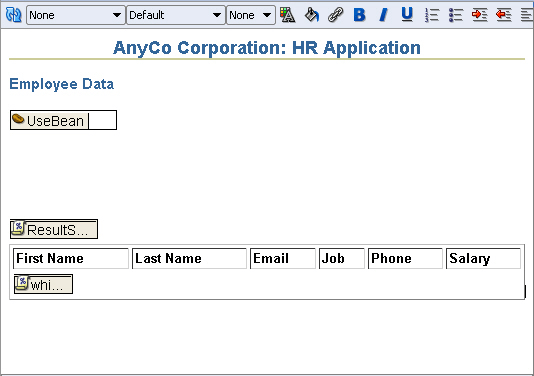 None Default None B I U
AnyCo Corporation: HR Application
Employee Data
UseBean
ResultS...
First Name Last Name Email Job Phone Salary
whi...